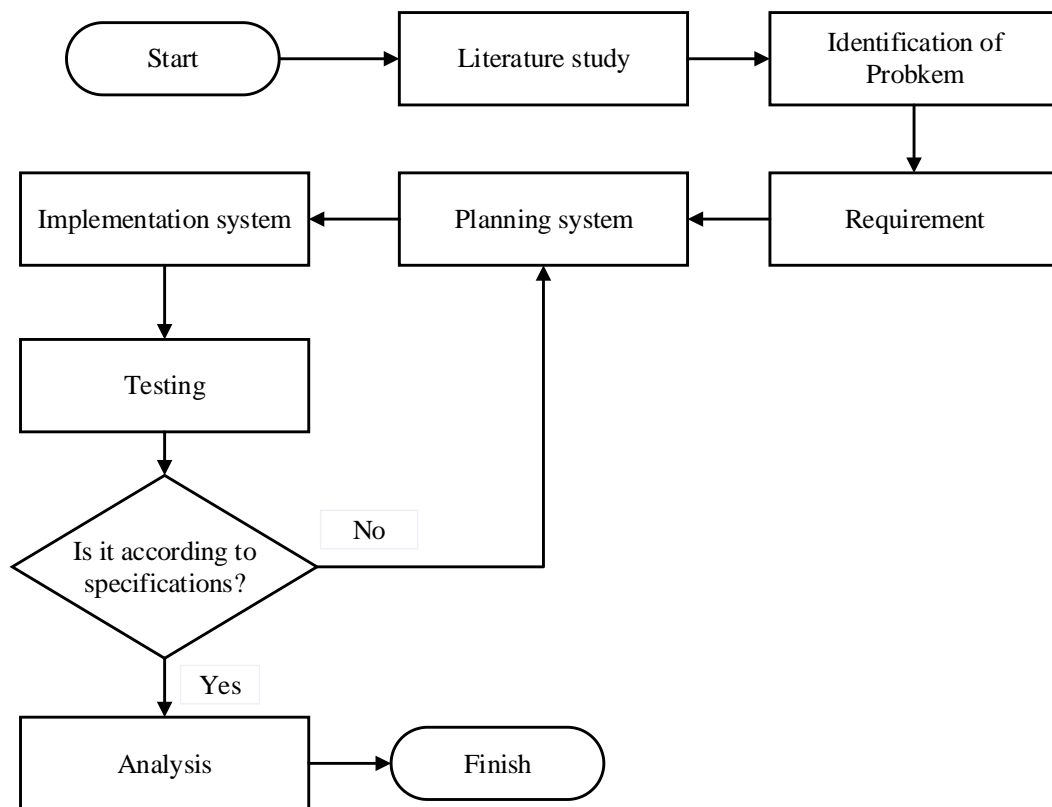 Start
Literature study
Identification of
Probkem
Requirement
Planning system
Implementation system
Testing
Is it according to
specifications?
No
Yes
Analysis
Finish